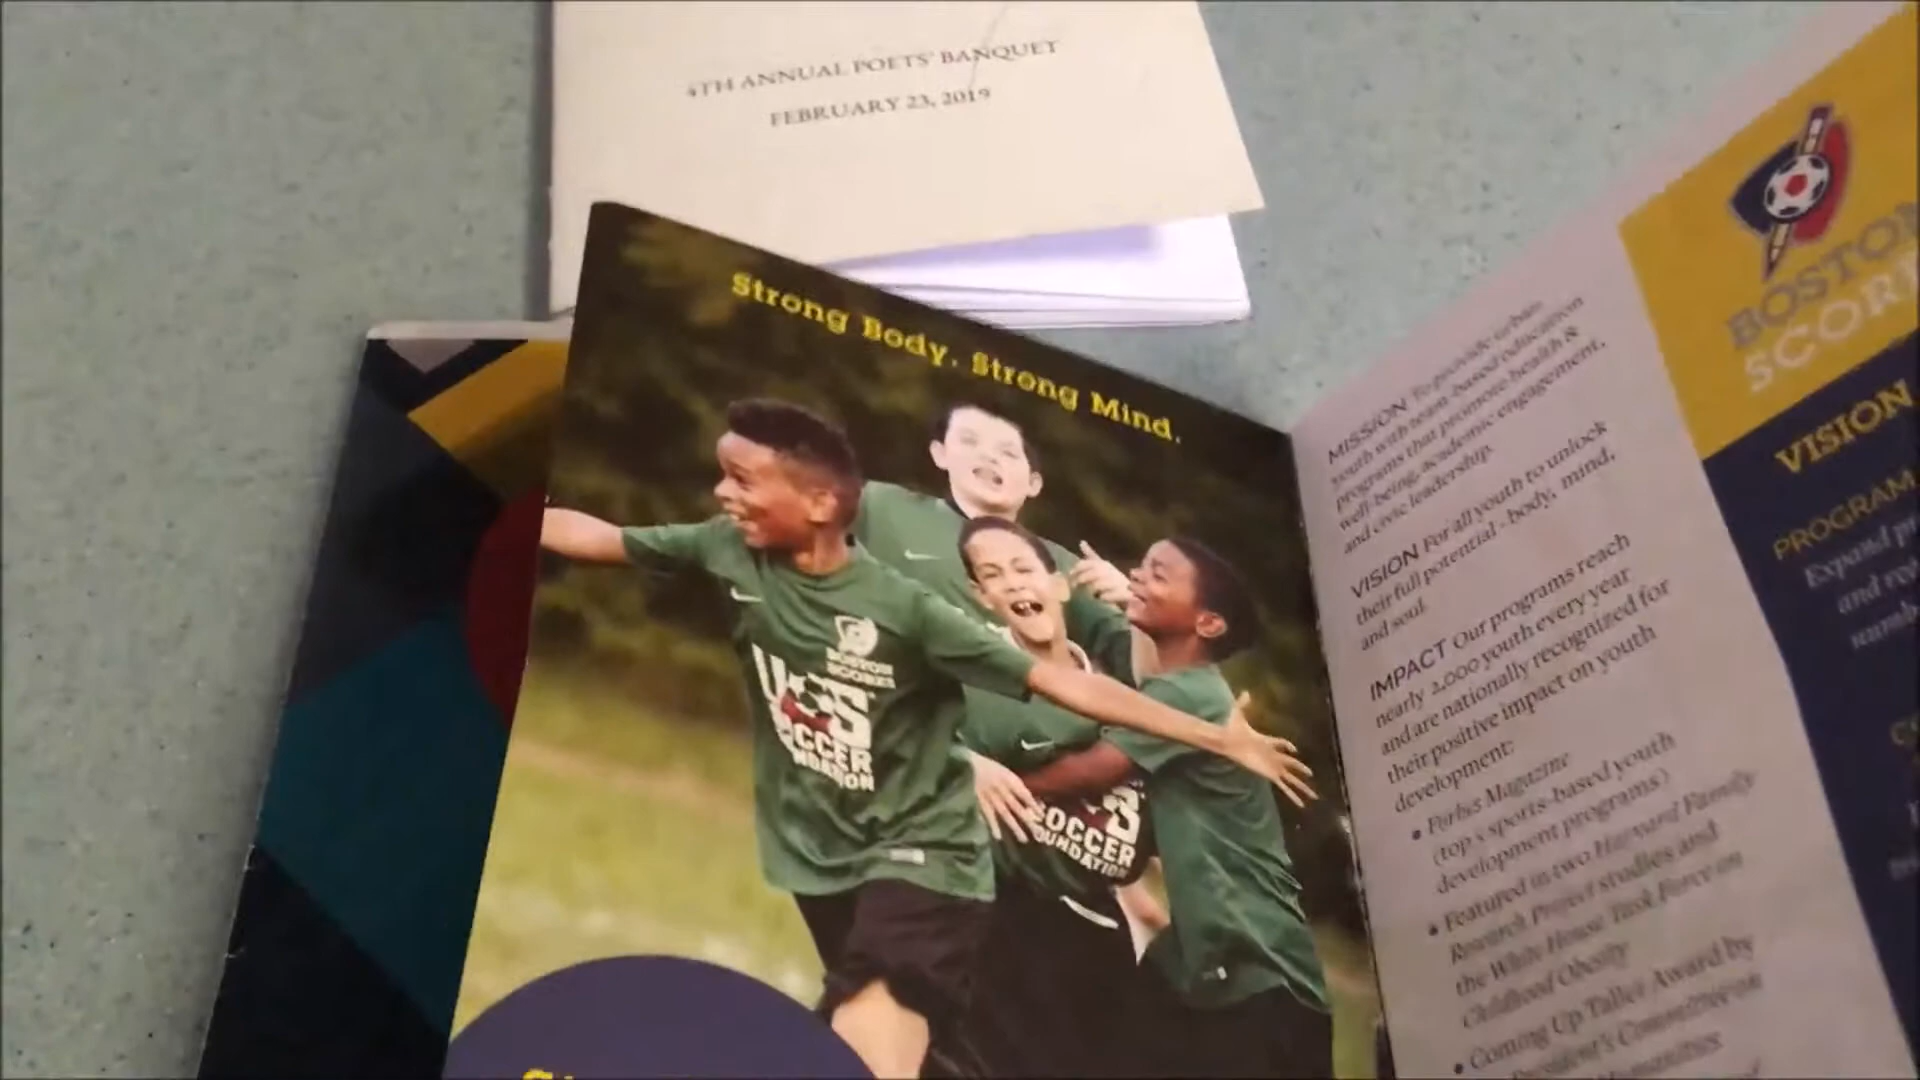 4TH ANNUAL POETS' BANQUET
FEBRUARY 23, 2019
Strong Body. Strong Mind.
BOSTON
SCORES
SOCCER
SOCCER
MISSION To provide urban
youth with team-based education
programs that promote health &
well-being, academic engagement,
and civic leadership.
VISION For all youth to unlock
their full potential - body, mind,
and soul.
IMPACT Our programs reach
nearly 2,000 youth every year
and are nationally recognized for
their positive impact on youth
development:
• Forbes Magazine
(top 5 sports-based youth
development programs)
• Featured in two Harvard Family
Research Project studies and
the White House Task Force on
Childhood Obesity
• Coming Up Taller Award by
President's Committee on
BOSTON
SCOR
VISION
PROGRAM
Expand
and